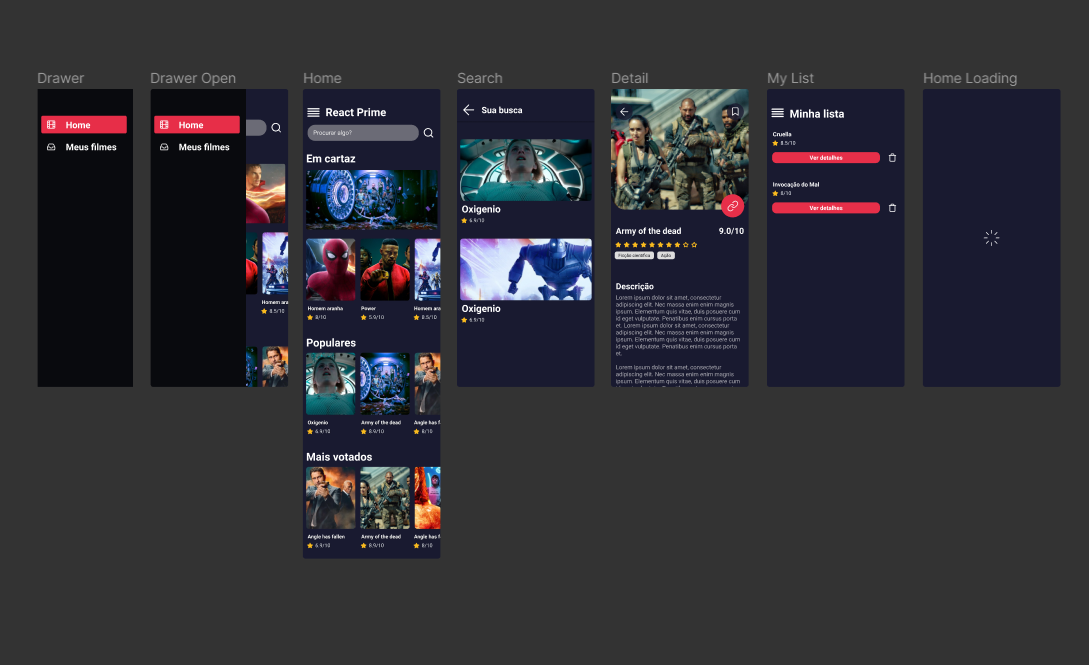 Drawer
Home
Meus filmes
Drawer Open
Home
Meus filmes
Homem ara
8.5/10
Home
React Prime
Procurar algo?
Em cartaz
Homem aranha
8/10
Power
5.9/10
Homem ara
8.5/10
Populares
Oxigenio
6.9/10
Army of the dead
8.9/10
Angle has f
8/10
Mais votados
Angle has fallen
6.9/10
Army of the dead
8.9/10
Angle has f
8/10
Search
Sua busca
Oxigenio
6.9/10
Oxigenio
6.9/10
Detail
Army of the dead
9.0/10
Ficção científica
Ação
Descrição
Lorem ipsum dolor sit amet, consectetur
adipiscing elit. Nec massa enim enim magnis
ipsum. Elementum quis vitae, duis posuere cum
id eget vulputate. Penatibus enim cursus porta
et. Lorem ipsum dolor sit amet, consectetur
adipiscing elit. Nec massa enim enim magnis
ipsum. Elementum quis vitae, duis posuere cum
id eget vulputate. Penatibus enim cursus porta
et.
Lorem ipsum dolor sit amet, consectetur
adipiscing elit. Nec massa enim enim magnis
ipsum. Elementum quis vitae, duis posuere cum
My List
Minha lista
Cruella
8.5/10
Ver detalhes
Invocação do Mal
8/10
Ver detalhes
Home Loading